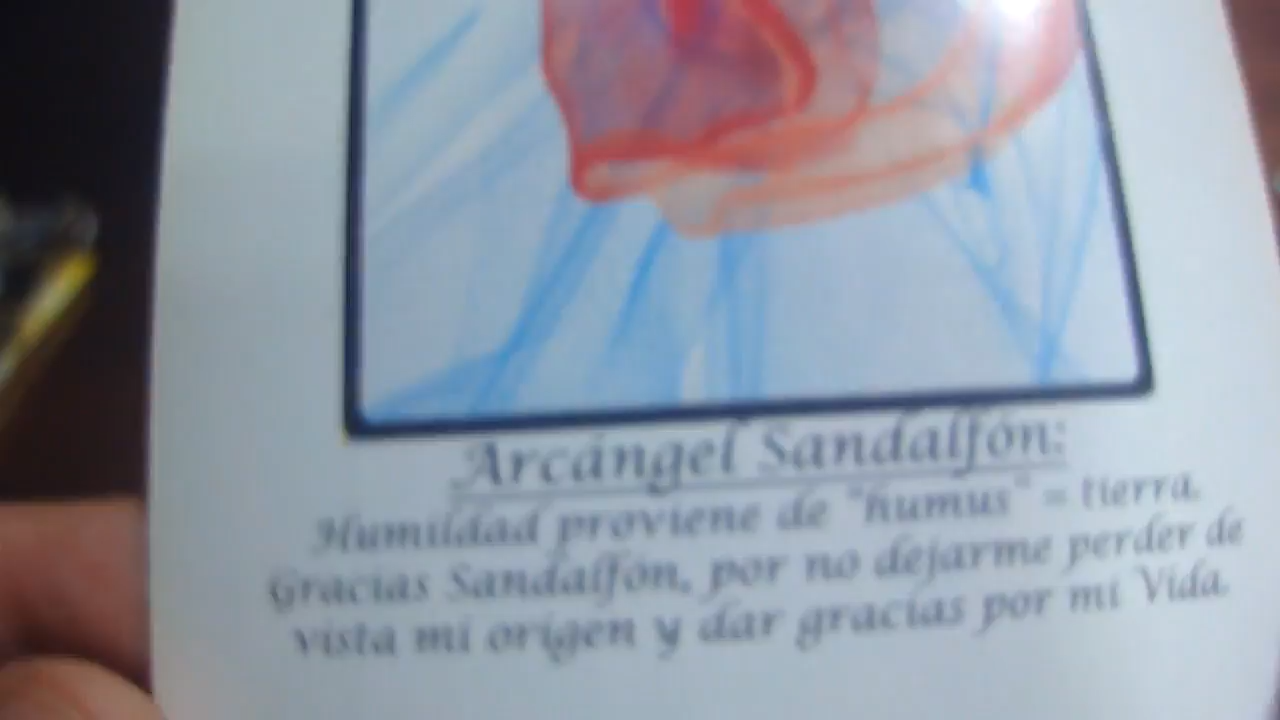 Arcángel Sandalfón:
Humildad proviene de "humus" = tierra.
Gracias Sandalfón, por no dejarme perder de
vista mi origen y dar gracias por mi Vida.